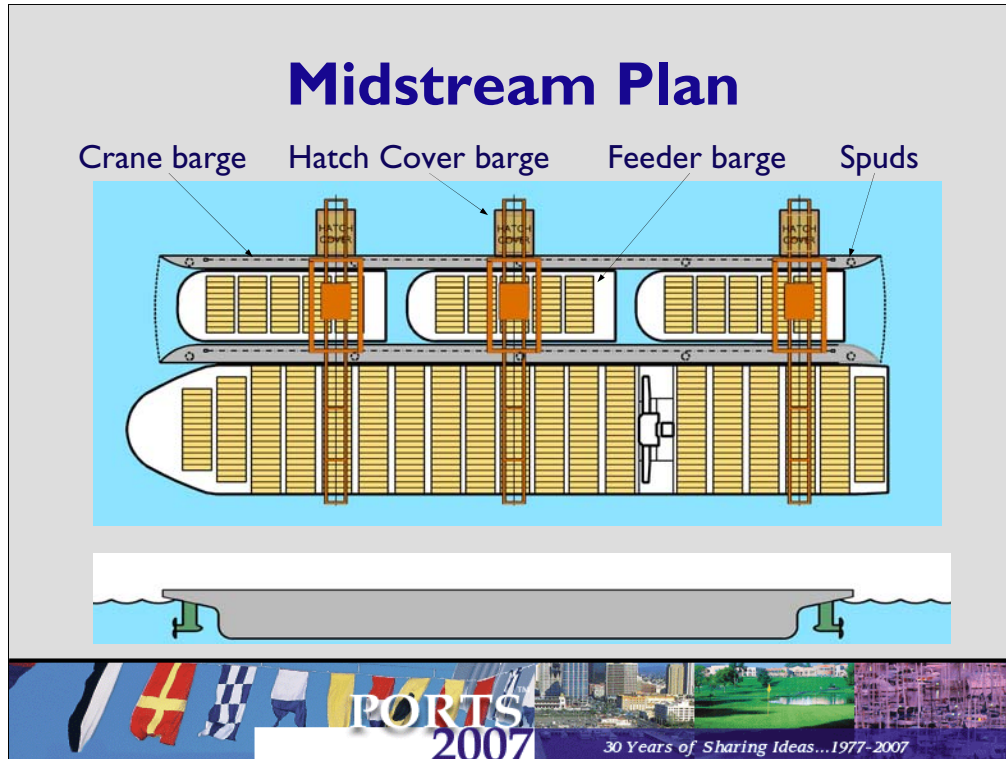 Midstream Plan
Crane barge Hatch Cover barge Feeder barge Spuds
HATCH COVER
HATCH COVER
HATCH COVER
PORTS™
2007
30 Years of Sharing Ideas...1977-2007